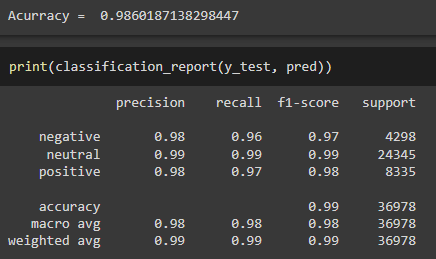 Acurracy =  0.9860187138298447
print(classification_report(y_test, pred))
precision    recall  f1-score   support
negative       0.98      0.96      0.97      4298
neutral       0.99      0.99      0.99     24345
positive       0.98      0.97      0.98      8335
accuracy                           0.99     36978
macro avg       0.98      0.98      0.98     36978
weighted avg       0.99      0.99      0.99     36978